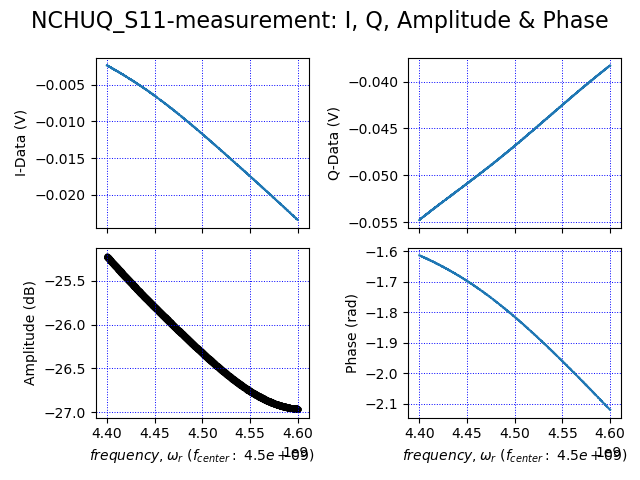 NCHUQ_S11-measurement: I, Q, Amplitude & Phase
I-Data (V)
−0.005
−0.010
−0.015
−0.020
Q-Data (V)
−0.040
−0.045
−0.050
−0.055
Amplitude (dB)
−25.5
−26.0
−26.5
−27.0
4.40 4.45 4.50 4.55 4.60
1e9
frequency, ω_r (f_center : 4.5e+09)
Phase (rad)
−1.6
−1.7
−1.8
−1.9
−2.0
−2.1
4.40 4.45 4.50 4.55 4.60
1e9
frequency, ω_r (f_center : 4.5e+09)